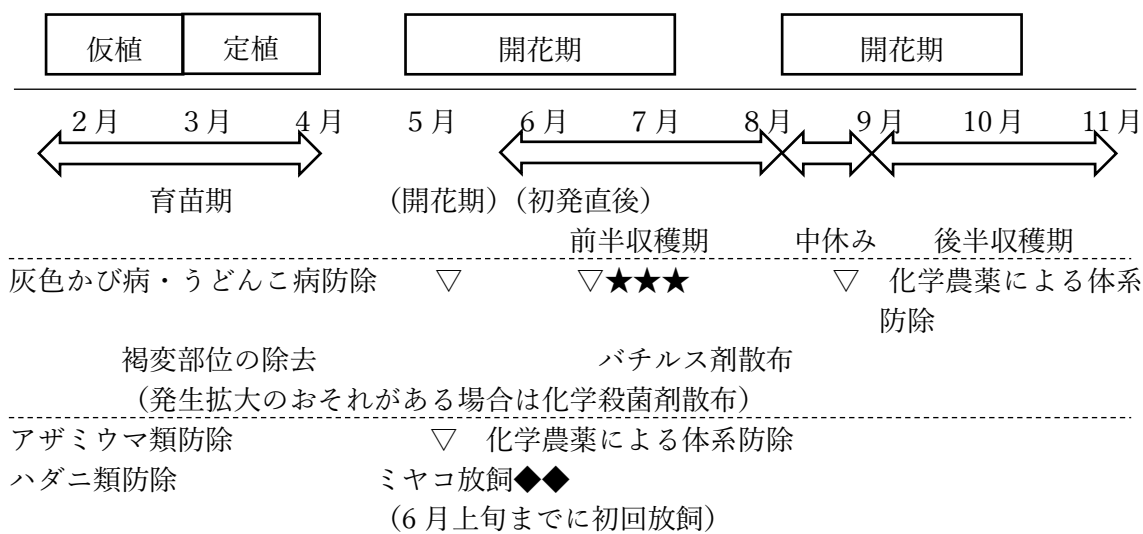 仮植 定植 開花期 開花期
2月 3月 4月 5月 6月 7月 8月 9月 10月 11月
育苗期 (開花期) (初発直後)
前半収穫期 中休み 後半収穫期
灰色かび病・うどんこ病防除 ▽ ▽★★★ ▽ 化学農薬による体系
防除
褐変部位の除去 バチルス剤散布
(発生拡大のおそれがある場合は化学殺菌剤散布)
アザミウマ類防除 ▽ 化学農薬による体系防除
ハダニ類防除 ミヤコ放飼◆◆
(6月上旬までに初回放飼)